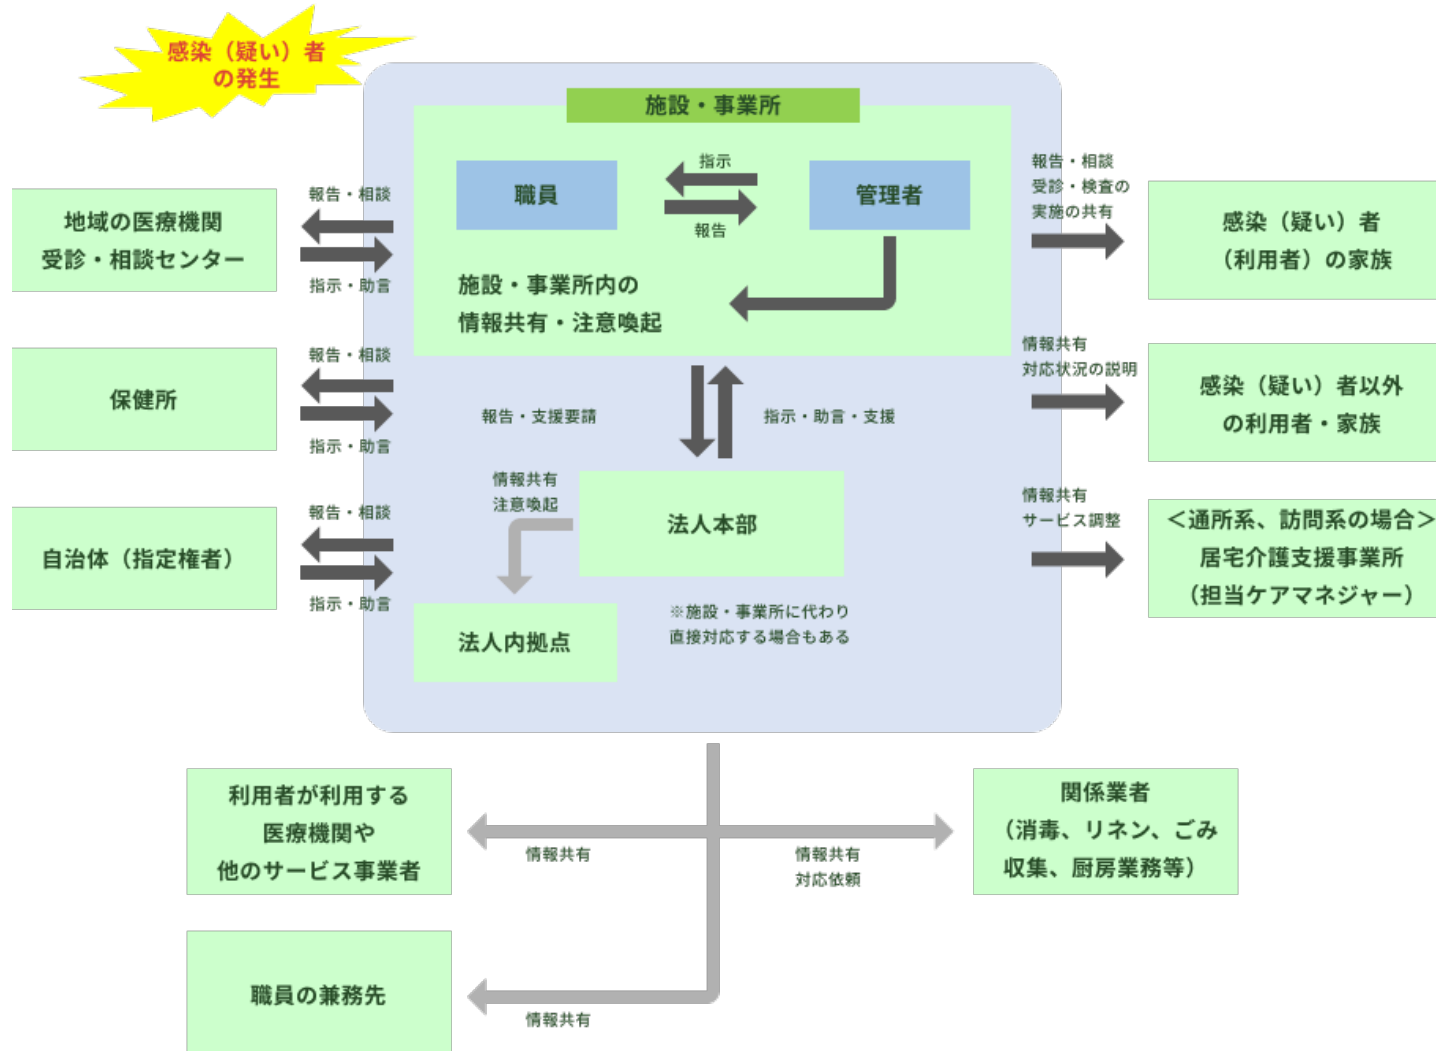 感染（疑い）者
の発生
施設・事業所
職員
指示
報告
管理者
施設・事業所内の
情報共有・注意喚起
報告・相談
地域の医療機関
受診・相談センター
指示・助言
報告・相談
保健所
指示・助言
報告・相談
自治体（指定権者）
指示・助言
報告・相談
受診・検査の
実施の共有
感染（疑い）者
（利用者）の家族
情報共有
対応状況の説明
感染（疑い）者以外
の利用者・家族
情報共有
サービス調整
＜通所系、訪問系の場合＞
居宅介護支援事業所
（担当ケアマネジャー）
報告・支援要請
指示・助言・支援
情報共有
注意喚起
法人本部
法人内拠点
※施設・事業所に代わり
直接対応する場合もある
利用者が利用する
医療機関や
他のサービス事業者
情報共有
情報共有
対応依頼
関係業者
（消毒、リネン、ごみ
収集、厨房業務等）
職員の兼務先
情報共有